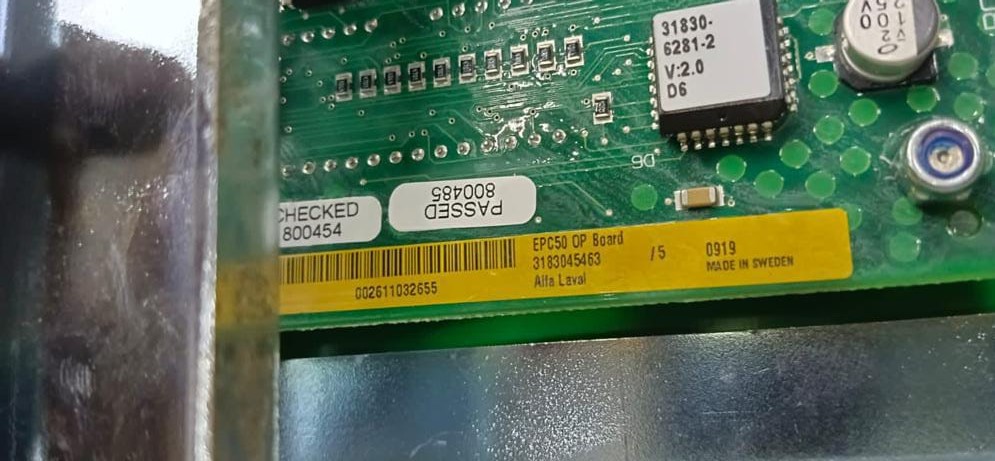 31830-
6281-2
V:2.0
D6
D6
CHECKED
800454
PASSED
800485
EPC50 OP Board
3183045463
Alfa Laval
/5
0919
MADE IN SWEDEN
002611032655